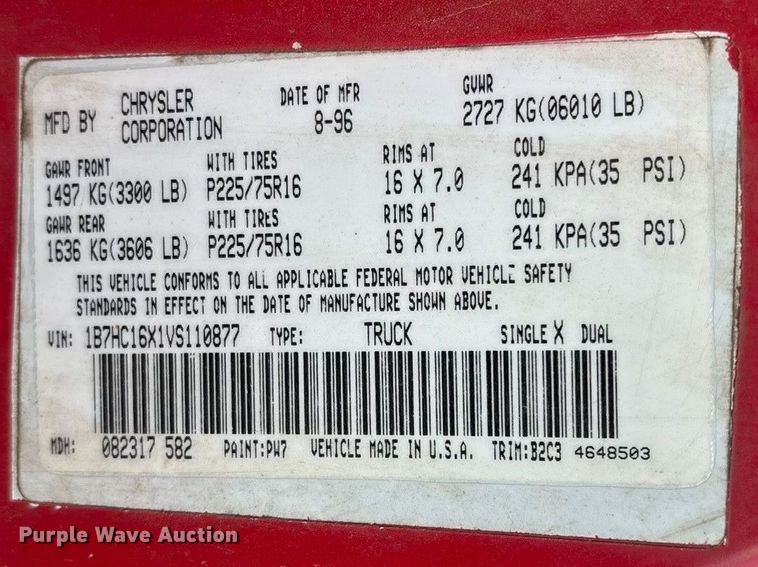 MFD BY CHRYSLER CORPORATION DATE OF MFR 8-96 GVWR 2727 KG(06010 LB)
GAWR FRONT WITH TIRES RIMS AT COLD
1497 KG(3300 LB) P225/75R16 16 X 7.0 241 KPA(35 PSI)
GAWR REAR WITH TIRES RIMS AT COLD
1636 KG(3606 LB) P225/75R16 16 X 7.0 241 KPA(35 PSI)
THIS VEHICLE CONFORMS TO ALL APPLICABLE FEDERAL MOTOR VEHICLE SAFETY
STANDARDS IN EFFECT ON THE DATE OF MANUFACTURE SHOWN ABOVE.
VIN: 1B7HC16X1VS110877 TYPE: TRUCK SINGLE X DUAL
MDH: 082317 582 PAINT:PW7 VEHICLE MADE IN U.S.A. TRIM:B2C3 4648503
Purple Wave Auction